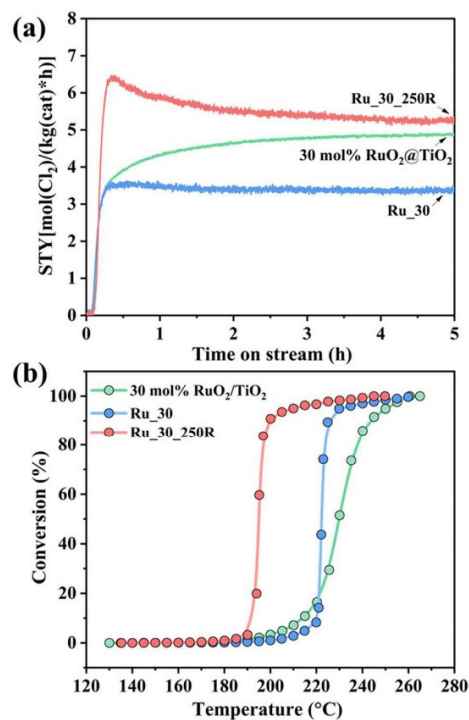 (a)
STY[mol(Cl₂)/(kg(cat)*h)]
7
6
5
4
3
2
1
0
Ru_30_250R
30 mol% RuO₂@TiO₂
Ru_30
0 1 2 3 4 5
Time on stream (h)
(b)
Conversion (%)
100
80
60
40
20
0
30 mol% RuO₂/TiO₂
Ru_30
Ru_30_250R
120 140 160 180 200 220 240 260 280
Temperature (°C)